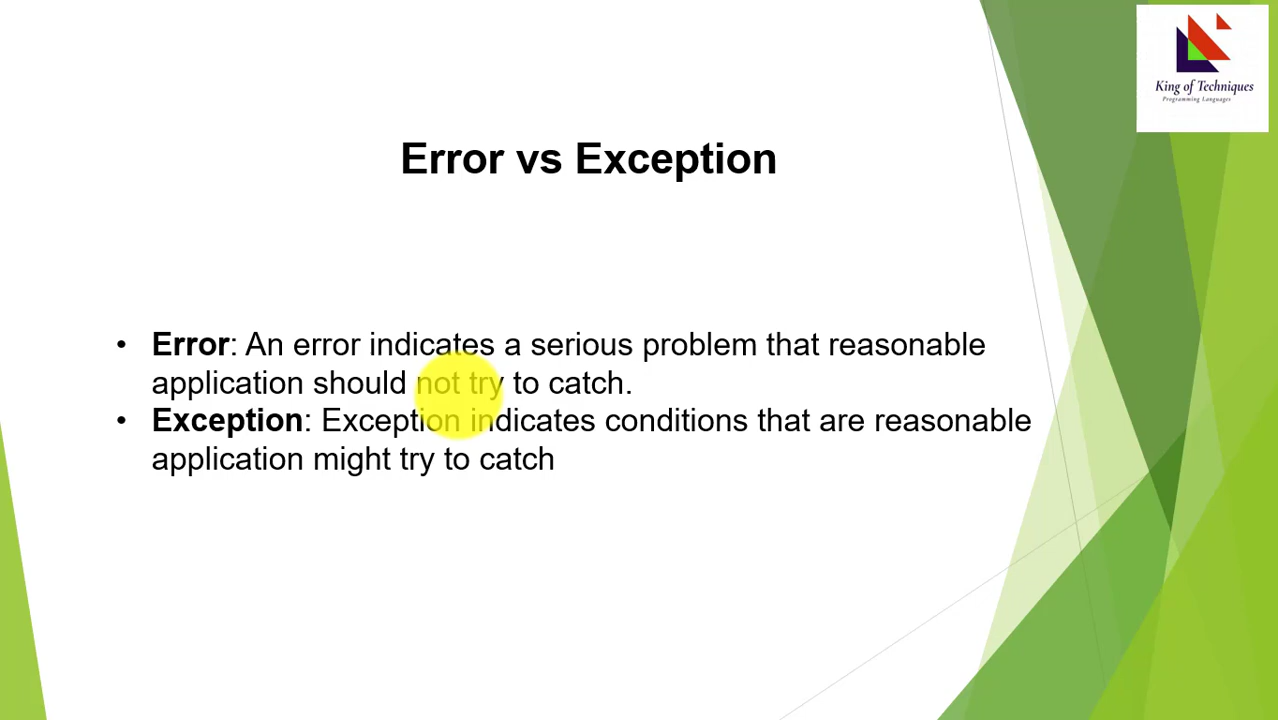 King of Techniques
Programming Languages
Error vs Exception
• Error: An error indicates a serious problem that reasonable
application should not try to catch.
• Exception: Exception indicates conditions that are reasonable
application might try to catch